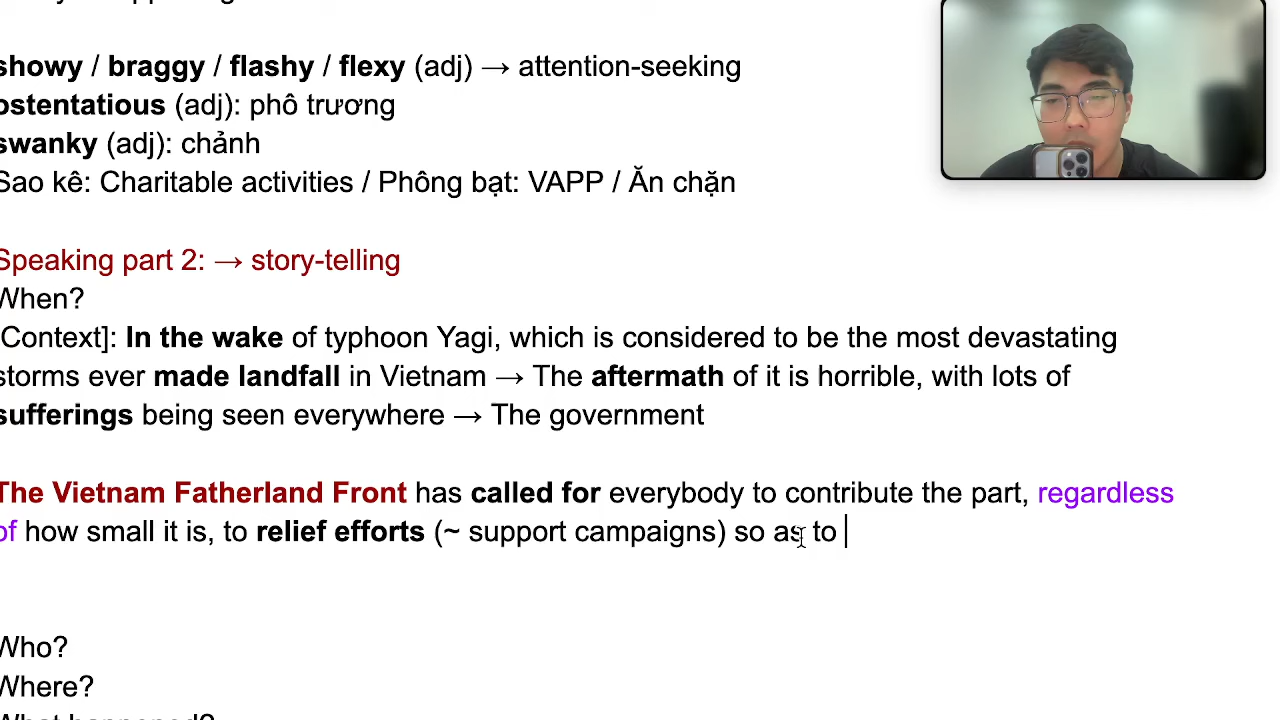 showy / braggy / flashy / flexy (adj) → attention-seeking
ostentatious (adj): phô trương
swanky (adj): chảnh
Sao kê: Charitable activities / Phông bạt: VAPP / Ăn chặn
Speaking part 2: → story-telling
When?
Context]: In the wake of typhoon Yagi, which is considered to be the most devastating
storms ever made landfall in Vietnam → The aftermath of it is horrible, with lots of
sufferings being seen everywhere → The government
The Vietnam Fatherland Front has called for everybody to contribute the part, regardless
of how small it is, to relief efforts (~ support campaigns) so as to
Who?
Where?
What happened?